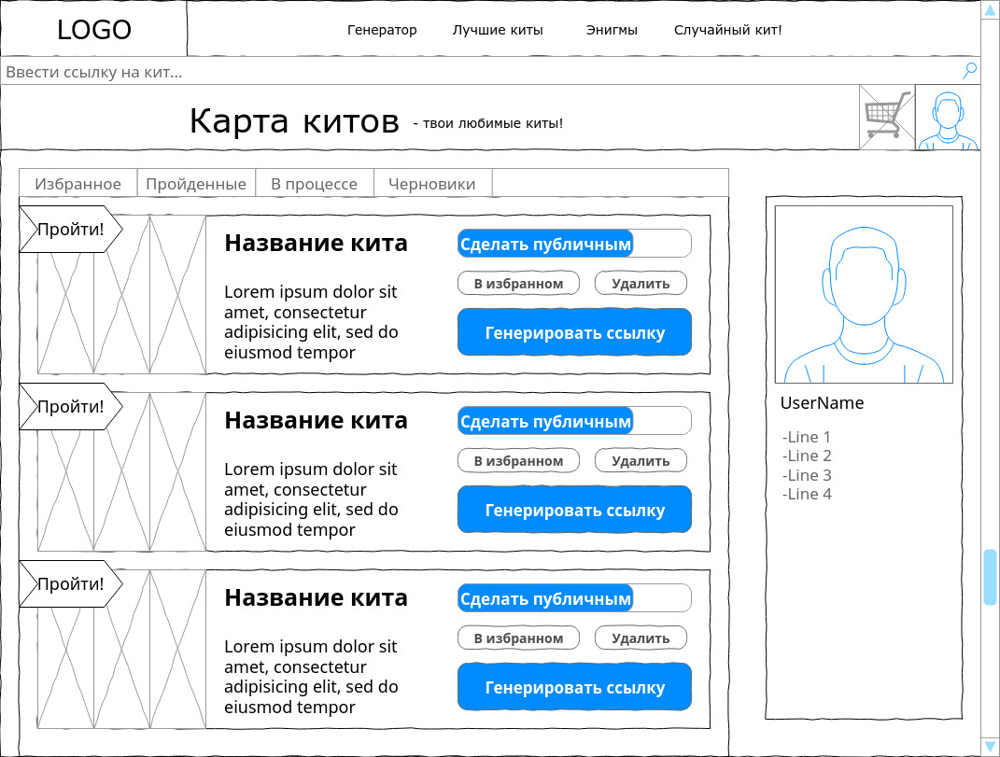 LOGO
Генератор
Лучшие киты
Энигмы
Случайный кит!
Ввести ссылку на кит...
Карта китов - твои любимые киты!
Избранное
Пройденные
В процессе
Черновики
Пройти!
Название кита
Lorem ipsum dolor sit
amet, consectetur
adipisicing elit, sed do
eiusmod tempor
Сделать публичным
В избранном
Удалить
Генерировать ссылку
Пройти!
Название кита
Lorem ipsum dolor sit
amet, consectetur
adipisicing elit, sed do
eiusmod tempor
Сделать публичным
В избранном
Удалить
Генерировать ссылку
Пройти!
Название кита
Lorem ipsum dolor sit
amet, consectetur
adipisicing elit, sed do
eiusmod tempor
Сделать публичным
В избранном
Удалить
Генерировать ссылку
UserName
-Line 1
-Line 2
-Line 3
-Line 4